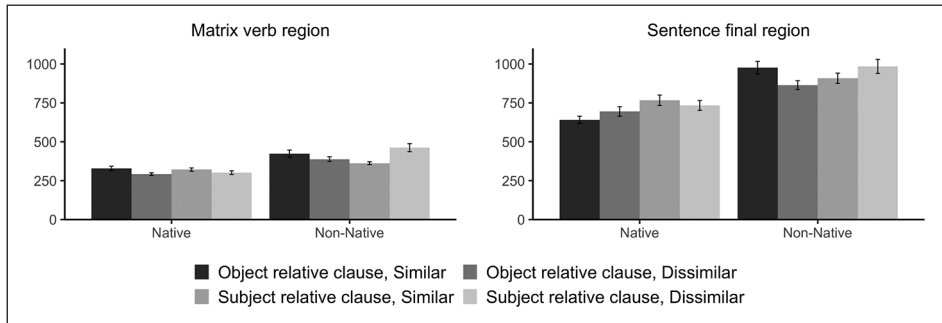 Matrix verb region
Sentence final region
1000
750
500
250
0
Native
Non-Native
1000
750
500
250
0
Native
Non-Native
Object relative clause, Similar
Object relative clause, Dissimilar
Subject relative clause, Similar
Subject relative clause, Dissimilar